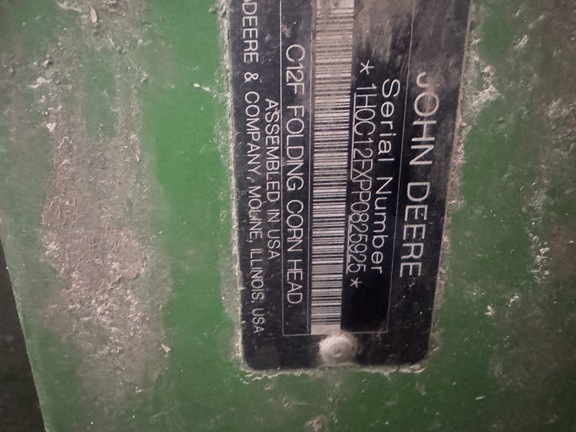 JOHN DEERE
Serial Number
*1H0C12FXPP0825925*
C12F FOLDING CORN HEAD
ASSEMBLED IN USA
DEERE & COMPANY, MOLINE, ILLINOIS, USA